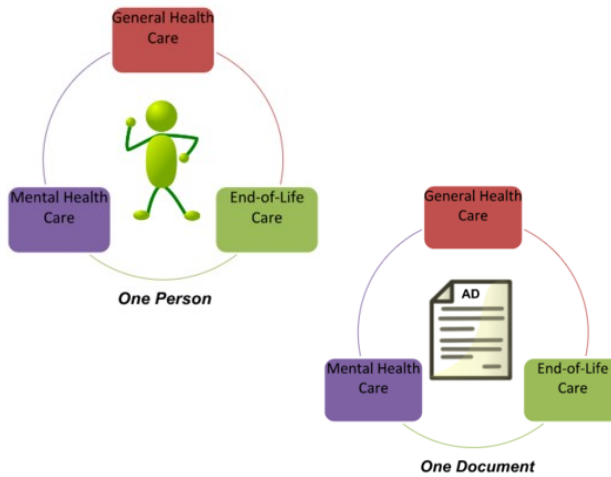 General Health
Care
Mental Health
Care
End-of-Life
Care
One Person
General Health
Care
AD
Mental Health
Care
End-of-Life
Care
One Document